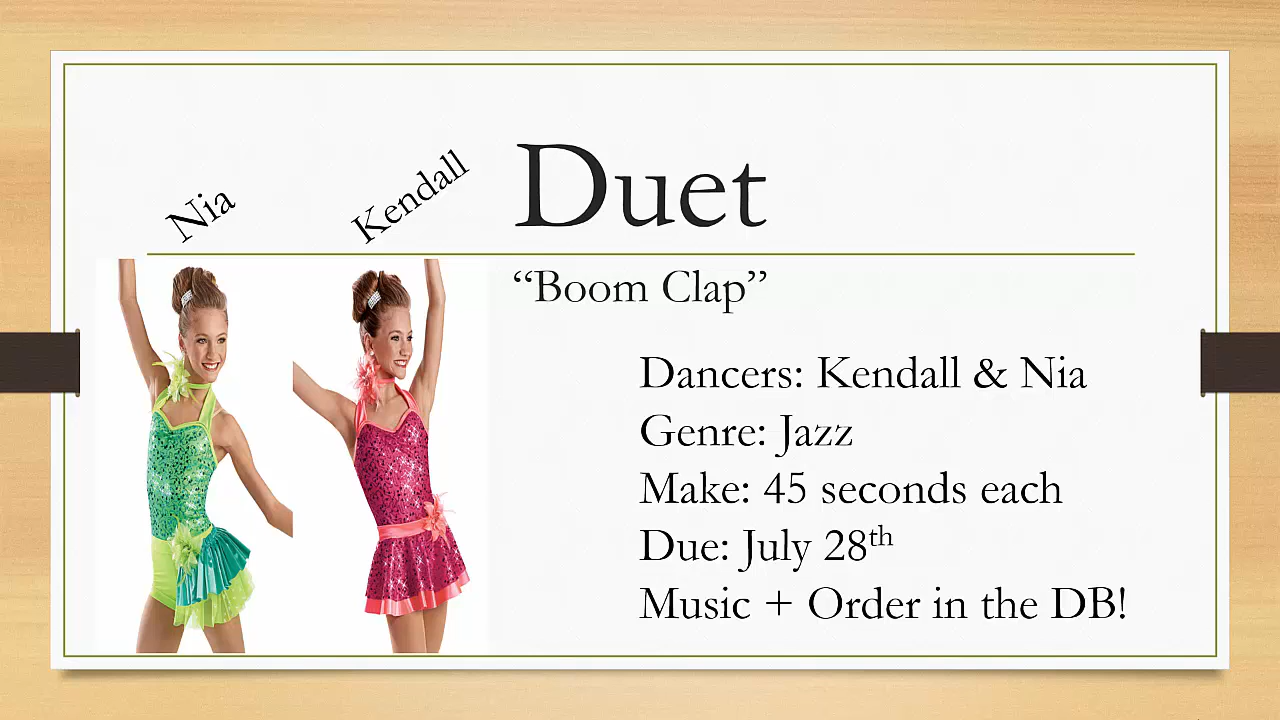 Duet
Nia
Kendall
“Boom Clap”
Dancers: Kendall & Nia
Genre: Jazz
Make: 45 seconds each
Due: July 28th
Music + Order in the DB!